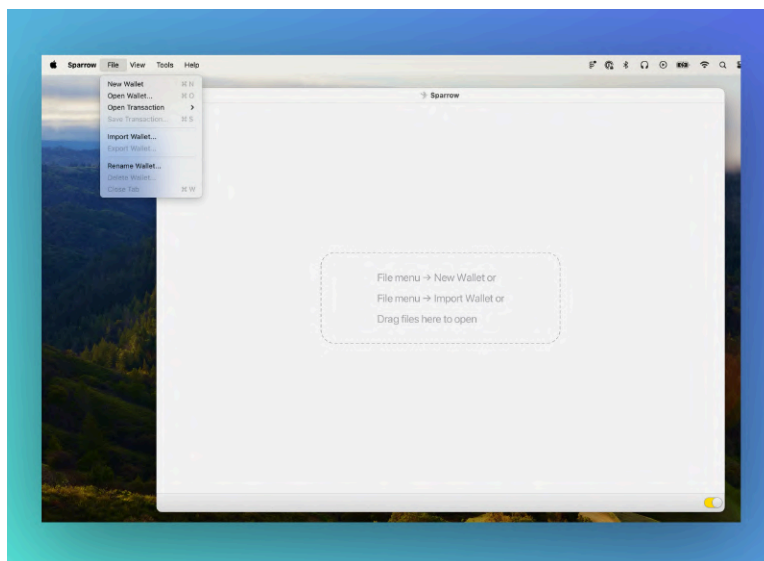 Sparrow File View Tools Help
New Wallet ⌘ N
Open Wallet... ⌘ O
Open Transaction >
Save Transaction... ⌘ S
Import Wallet...
Export Wallet...
Rename Wallet...
Delete Wallet...
Close Tab ⌘ W
Sparrow
File menu → New Wallet or
File menu → Import Wallet or
Drag files here to open